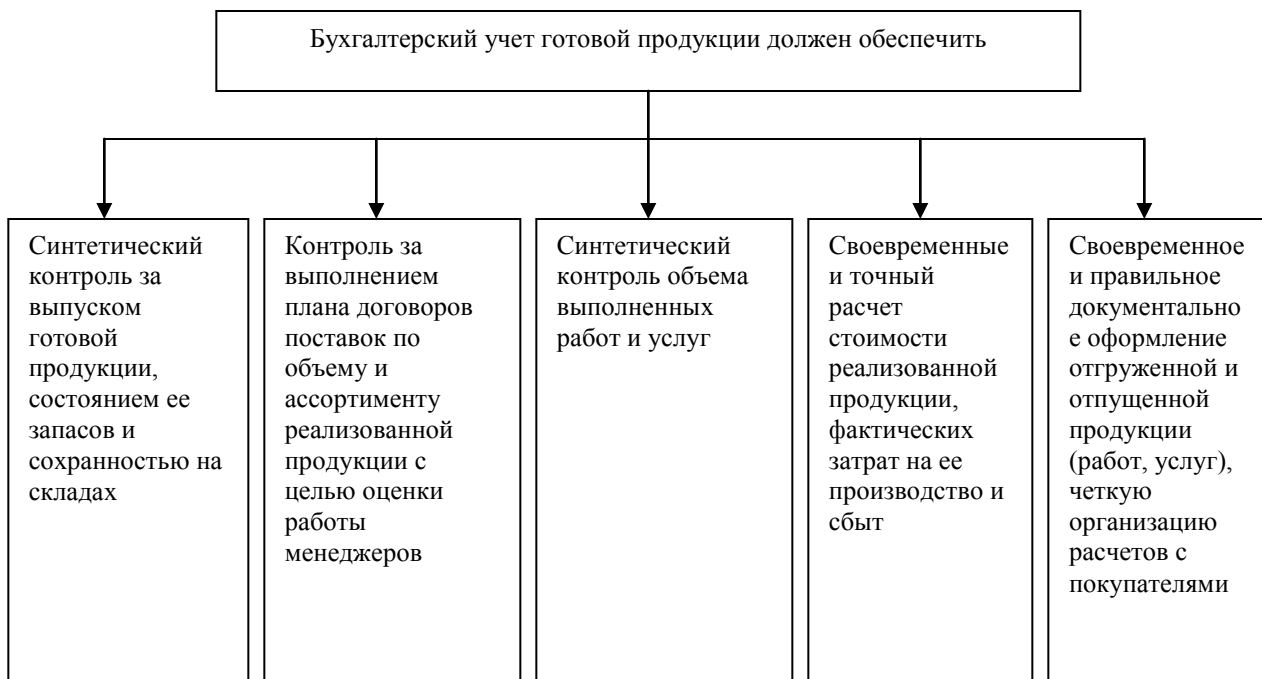 Бухгалтерский учет готовой продукции должен обеспечить
Синтетический
контроль за
выпуском
готовой
продукции,
состоянием ее
запасов и
сохранностью на
складах
Контроль за
выполнением
плана договоров
поставок по
объему и
ассортименту
реализованной
продукции с
целью оценки
работы
менеджеров
Синтетический
контроль объема
выполненных
работ и услуг
Своевременные
и точный
расчет
стоимости
реализованной
продукции,
фактических
затрат на ее
производство и
сбыт
Своевременное
и правильное
документально
е оформление
отгруженной и
отпущенной
продукции
(работ, услуг),
четкую
организацию
расчетов с
покупателями